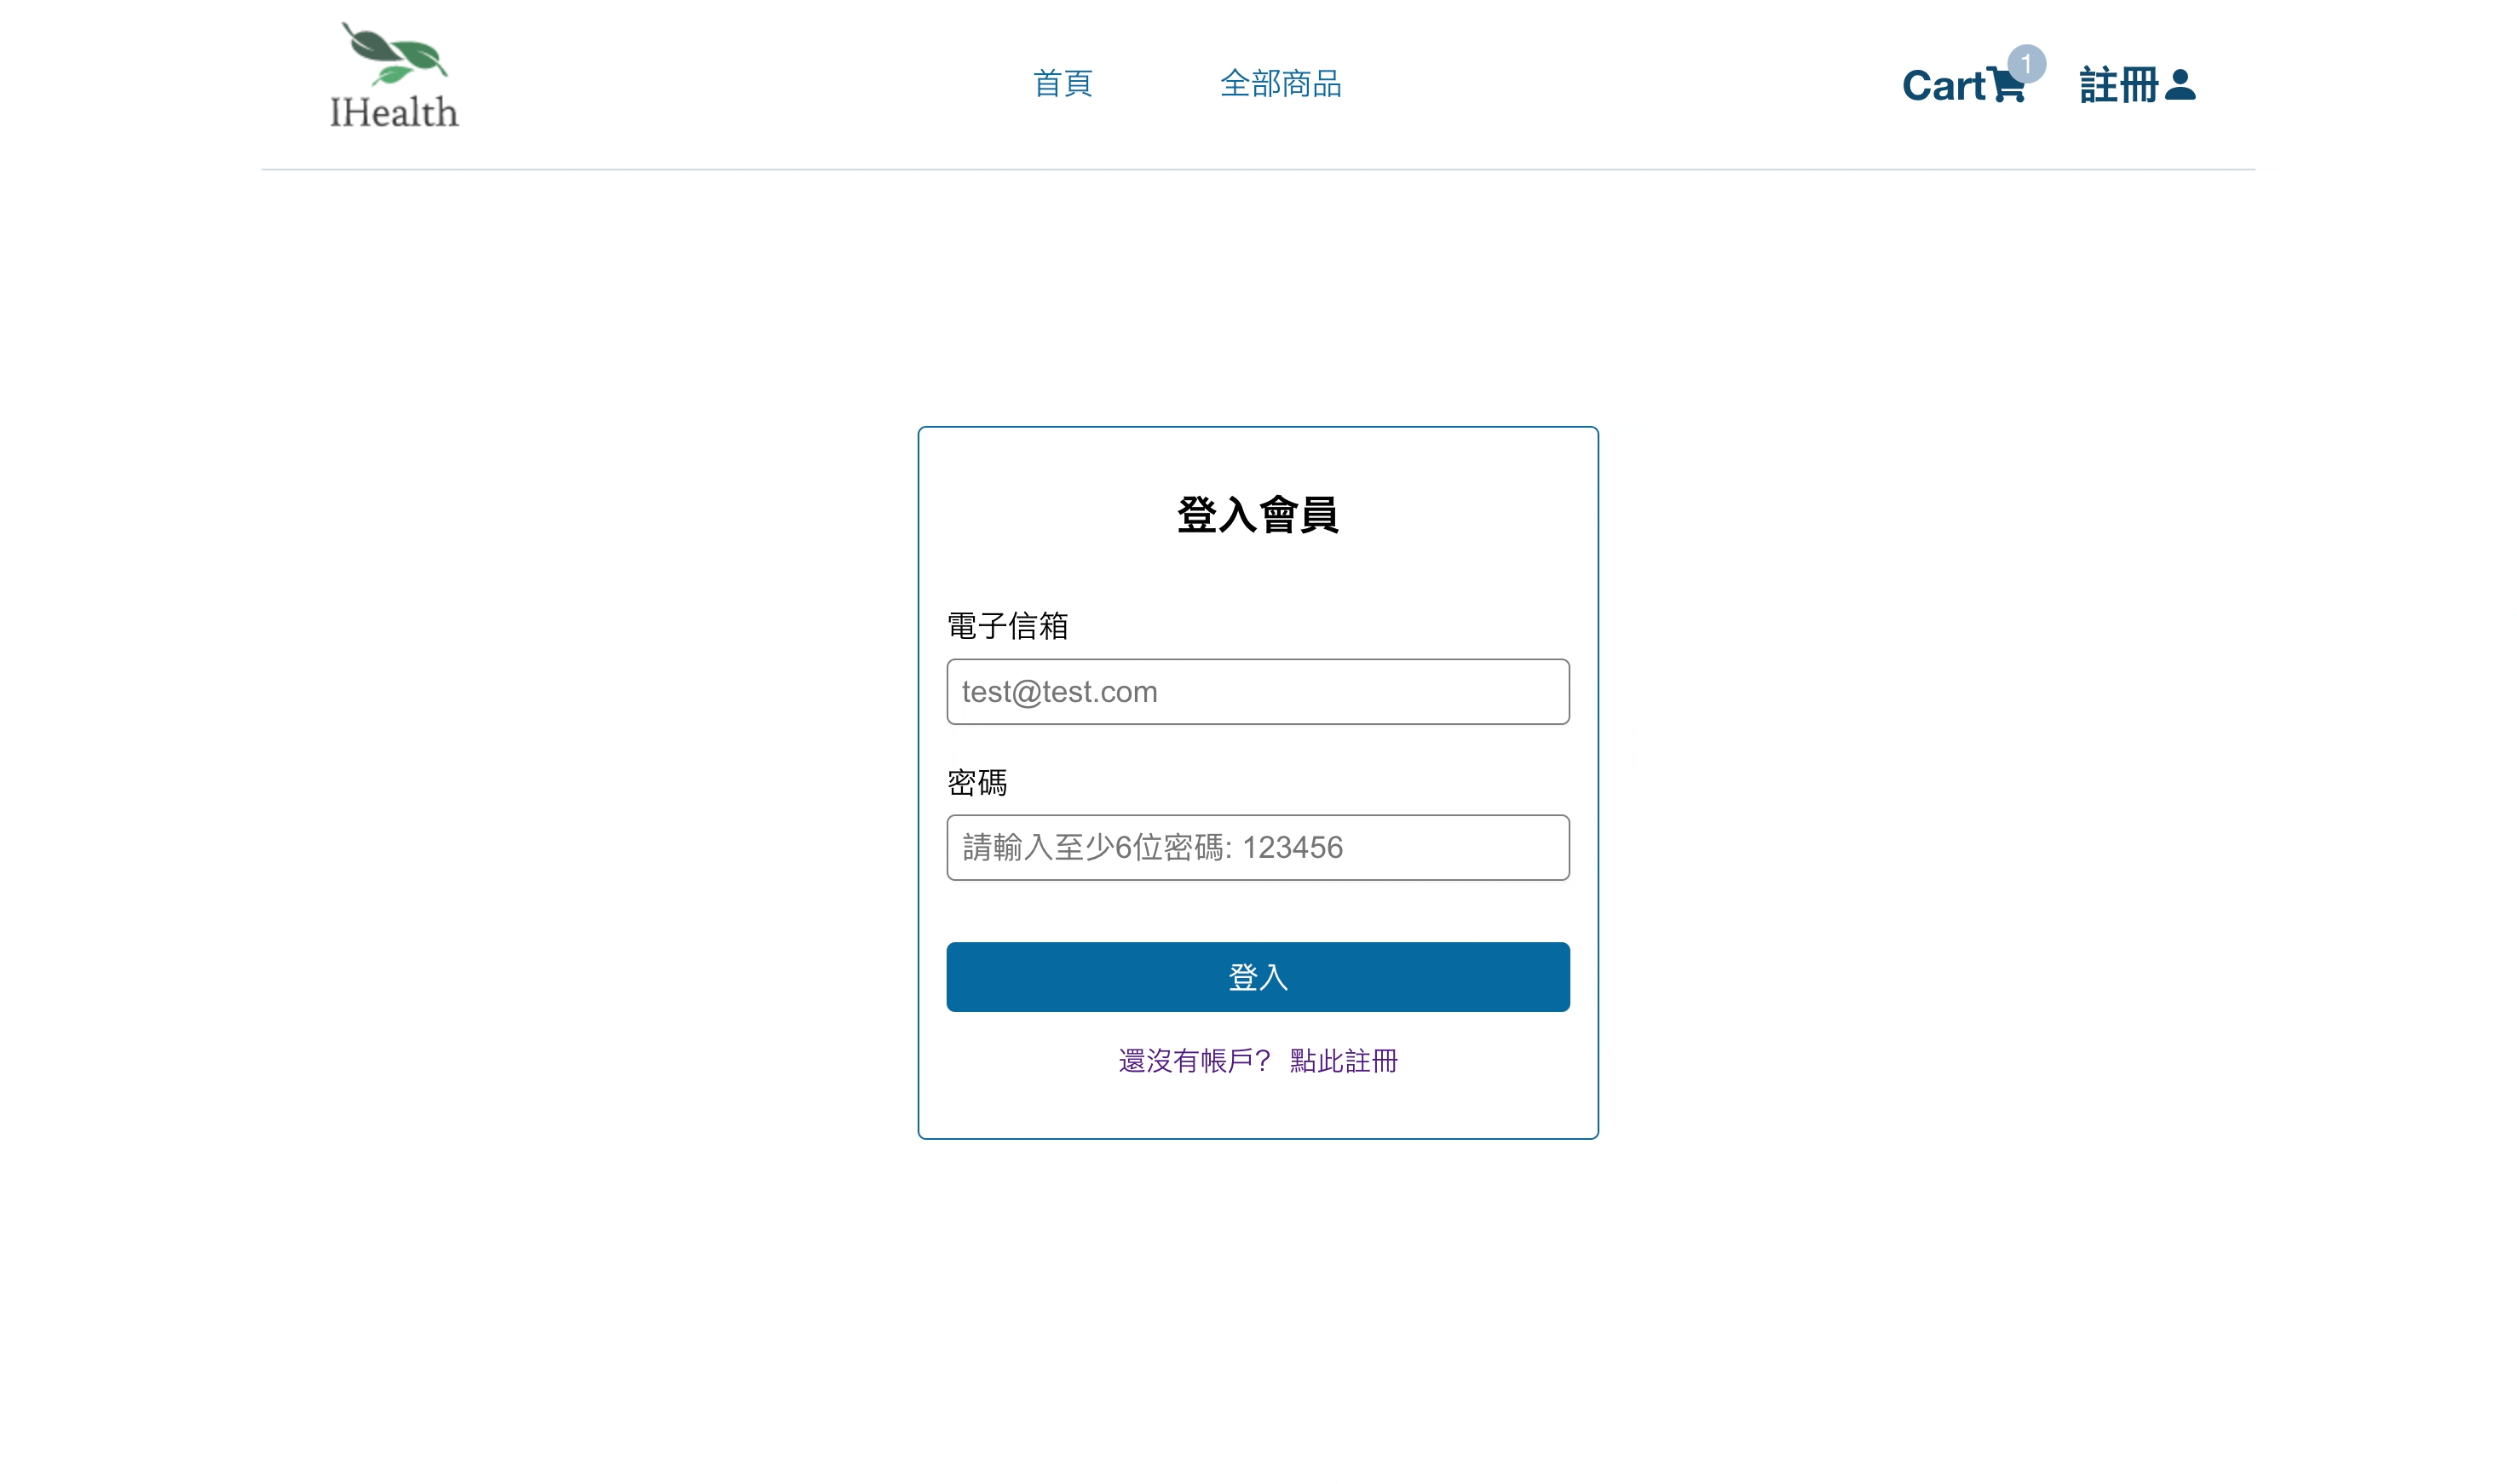 IHealth
首頁
全部商品
Cart 1
註冊
登入會員
電子信箱
test@test.com
密碼
請輸入至少6位密碼: 123456
登入
還沒有帳戶? 點此註冊